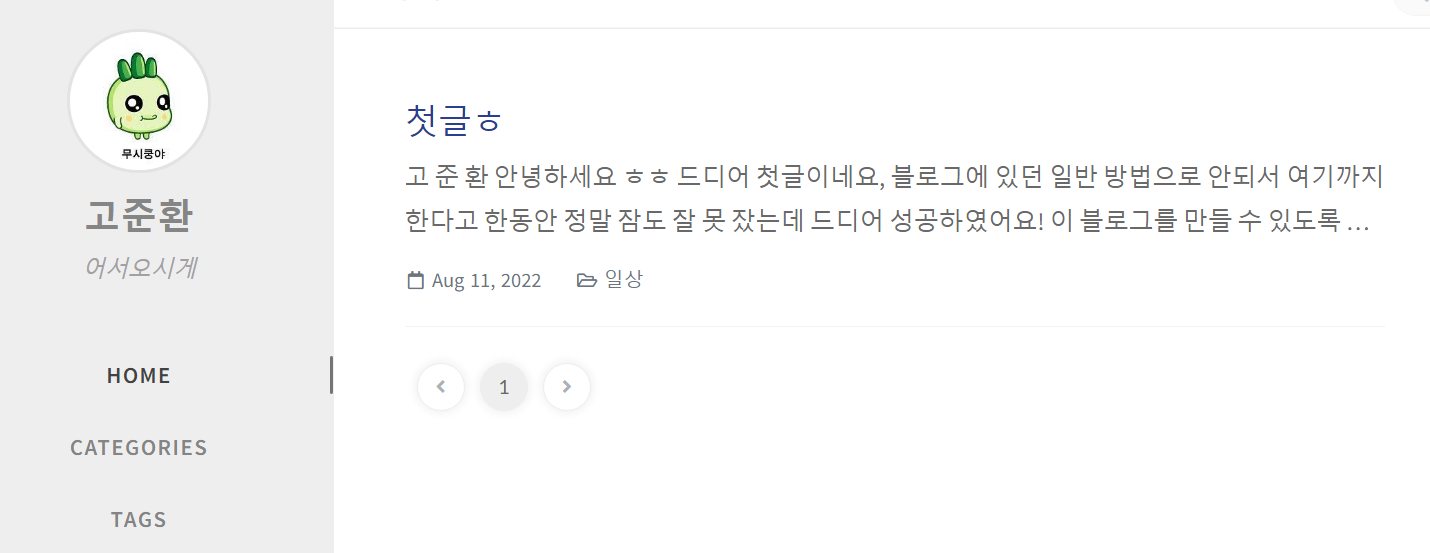 무시쿵야
고준환
어서오시게
HOME
CATEGORIES
TAGS
첫글ㅎ
고 준 환 안녕하세요 ㅎㅎ 드디어 첫글이네요, 블로그에 있던 일반 방법으로 안되서 여기까지
한다고 한동안 정말 잠도 잘 못 잤는데 드디어 성공하였어요! 이 블로그를 만들 수 있도록 …
Aug 11, 2022 일상
1